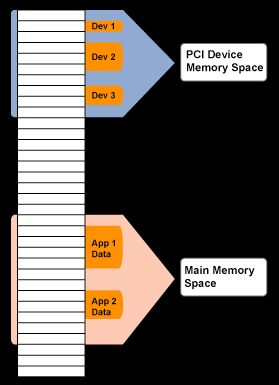 Dev 1
Dev 2
Dev 3
PCI Device
Memory Space
App 1
Data
App 2
Data
Main Memory
Space